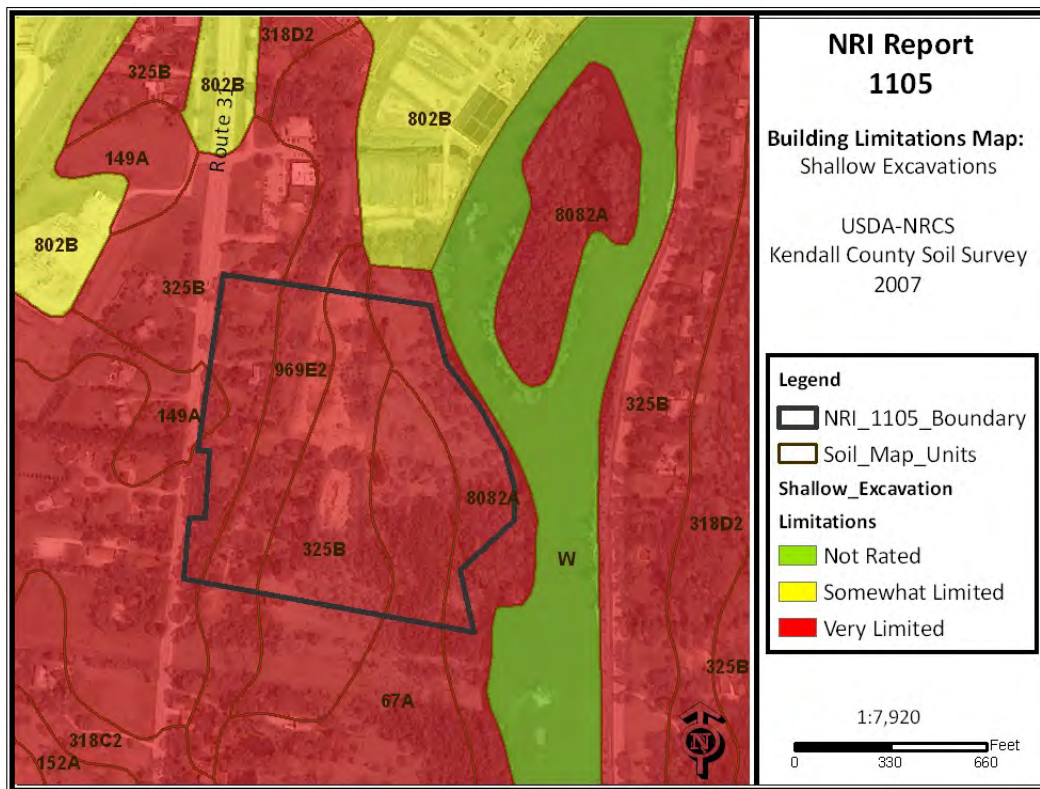 318D2
325B
802B
Route 31
802B
149A
8082A
802B
325B
969E2
325B
149A
8082A
318D2
325B
W
325B
67A
318C2
152A
N
NRI Report
1105
Building Limitations Map:
Shallow Excavations
USDA-NRCS
Kendall County Soil Survey
2007
Legend
NRI_1105_Boundary
Soil_Map_Units
Shallow_Excavation
Limitations
Not Rated
Somewhat Limited
Very Limited
1:7,920
Feet
0 330 660